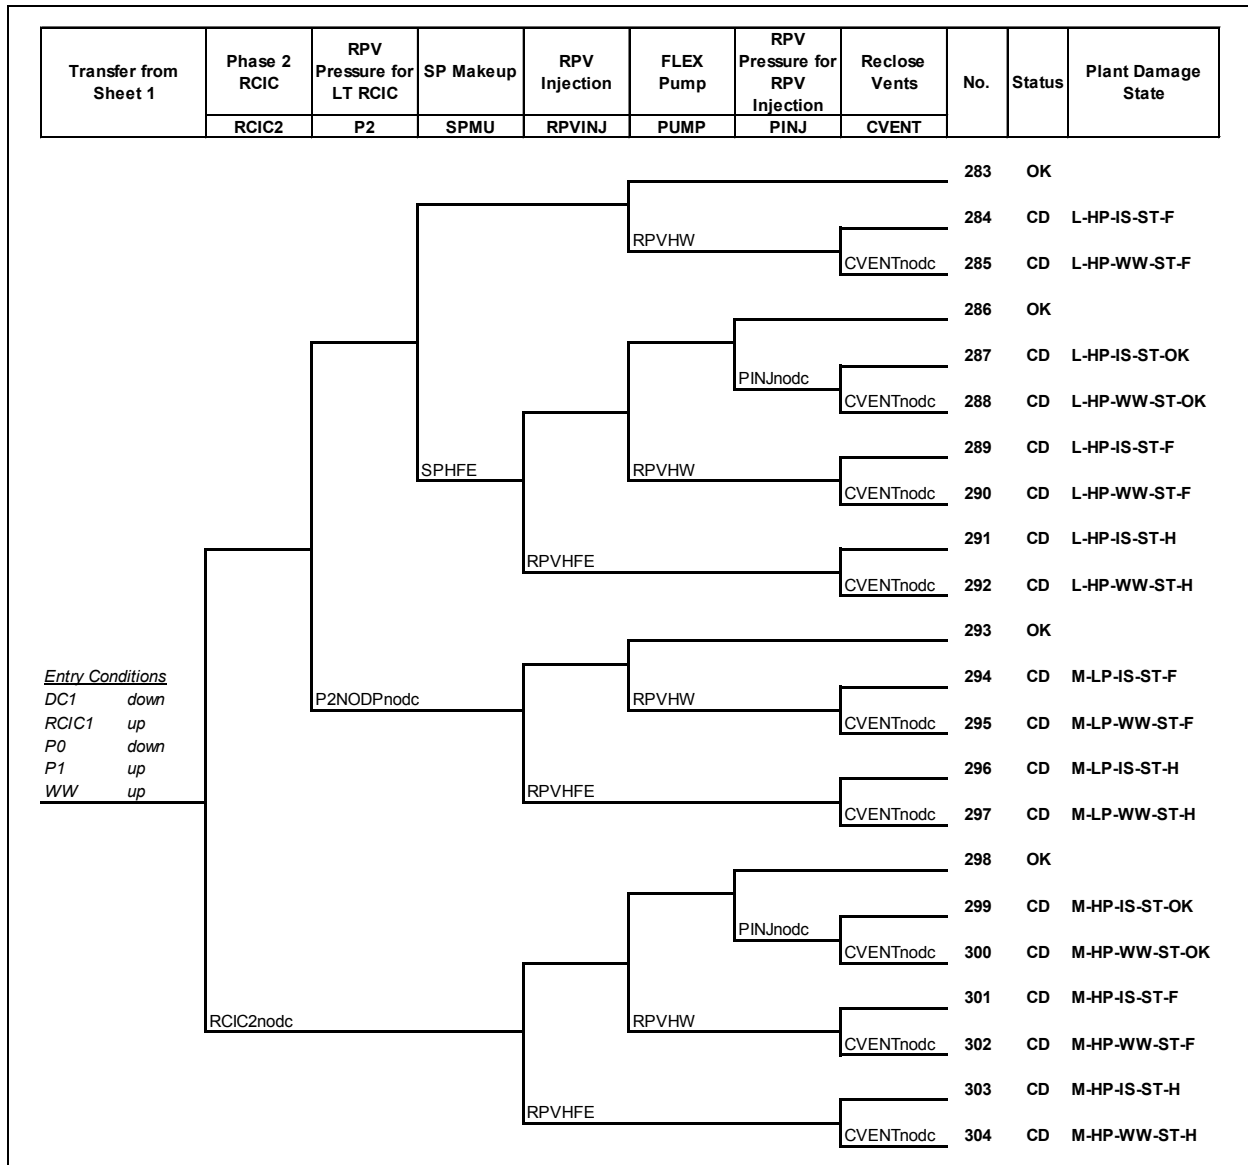 Transfer from Sheet 1 | Phase 2 RCIC | RPV Pressure for LT RCIC | SP Makeup | RPV Injection | FLEX Pump | RPV Pressure for RPV Injection | Reclose Vents | No. | Status | Plant Damage State
RCIC2 | P2 | SPMU | RPVINJ | PUMP | PINJ | CVENT
283 OK
284 CD L-HP-IS-ST-F
RPVHW
CVENTnodc 285 CD L-HP-WW-ST-F
286 OK
287 CD L-HP-IS-ST-OK
PINJnodc
CVENTnodc 288 CD L-HP-WW-ST-OK
289 CD L-HP-IS-ST-F
SPHFE RPVHW
CVENTnodc 290 CD L-HP-WW-ST-F
291 CD L-HP-IS-ST-H
RPVHFE
CVENTnodc 292 CD L-HP-WW-ST-H
293 OK
Entry Conditions
DC1 down
RCIC1 up
P0 down
P1 up
WW up
294 CD M-LP-IS-ST-F
P2NODPnodc RPVHW
CVENTnodc 295 CD M-LP-WW-ST-F
296 CD M-LP-IS-ST-H
RPVHFE
CVENTnodc 297 CD M-LP-WW-ST-H
298 OK
299 CD M-HP-IS-ST-OK
PINJnodc
CVENTnodc 300 CD M-HP-WW-ST-OK
301 CD M-HP-IS-ST-F
RCIC2nodc RPVHW
CVENTnodc 302 CD M-HP-WW-ST-F
303 CD M-HP-IS-ST-H
RPVHFE
CVENTnodc 304 CD M-HP-WW-ST-H